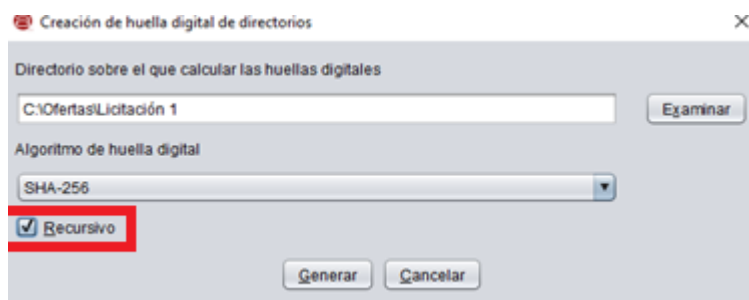 Creación de huella digital de directorios
Directorio sobre el que calcular las huellas digitales
C:\Ofertas\Licitación 1
Examinar
Algoritmo de huella digital
SHA-256
Recursivo
Generar Cancelar